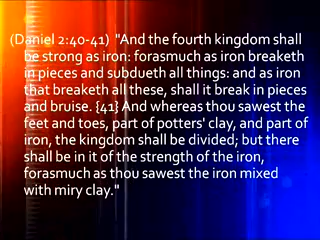 (Daniel 2:40-41)  "And the fourth kingdom shall
be strong as iron: forasmuch as iron breaketh
in pieces and subdueth all things: and as iron
that breaketh all these, shall it break in pieces
and bruise. {41} And whereas thou sawest the
feet and toes, part of potters' clay, and part of
iron, the kingdom shall be divided; but there
shall be in it of the strength of the iron,
forasmuch as thou sawest the iron mixed
with miry clay."